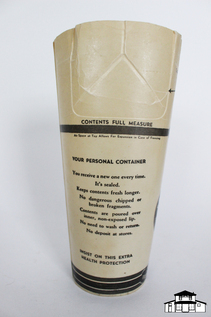 CONTENTS FULL MEASURE
YOUR PERSONAL CONTAINER
You receive a new one every time.
It's sealed.
Keeps contents fresh longer.
No dangerous chipped or
broken fragments.
Contents are poured over
inner, non-exposed lip.
No need to wash or return.
No deposit at stores.
INSIST ON THIS EXTRA
HEALTH PROTECTION